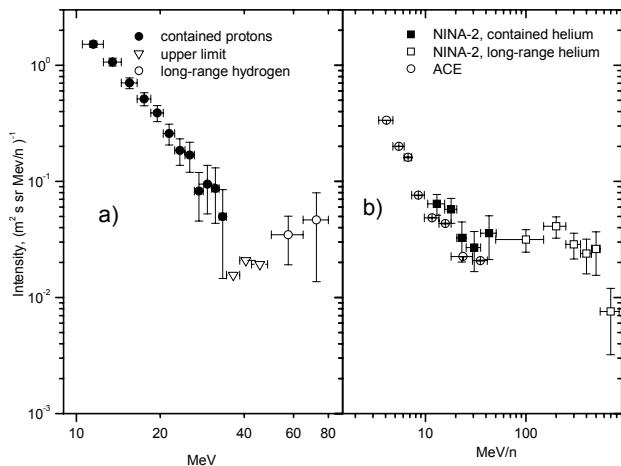 contained protons
upper limit
long-range hydrogen
NINA-2, contained helium
NINA-2, long-range helium
ACE
Intensity, (m² s sr Mev/n )⁻¹
10⁰
10⁻¹
10⁻²
10⁻³
a)
b)
10 20 40 60 80
10 100
MeV
MeV/n